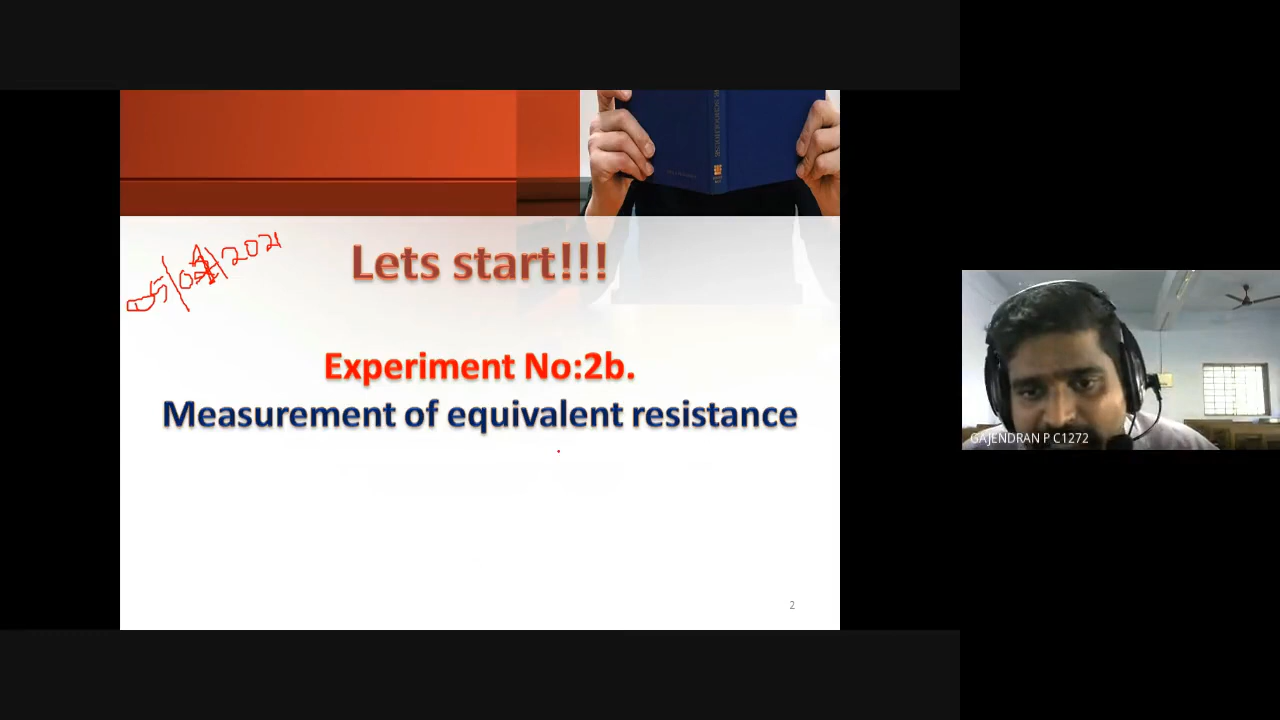 Lets start!!!
Experiment No:2b.
Measurement of equivalent resistance
2
GAJENDRAN P C1272